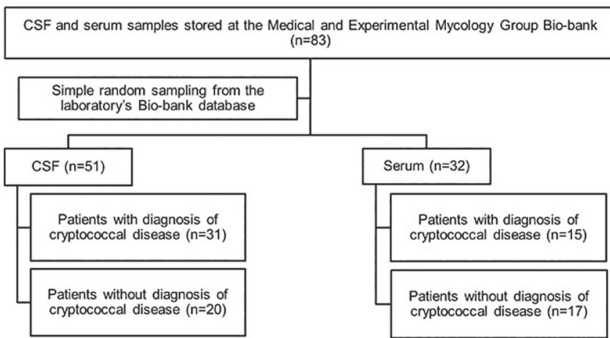 CSF and serum samples stored at the Medical and Experimental Mycology Group Bio-bank
(n=83)
Simple random sampling from the
laboratory's Bio-bank database
CSF (n=51)
Patients with diagnosis of
cryptococcal disease (n=31)
Patients without diagnosis of
cryptococcal disease (n=20)
Serum (n=32)
Patients with diagnosis of
cryptococcal disease (n=15)
Patients without diagnosis of
cryptococcal disease (n=17)